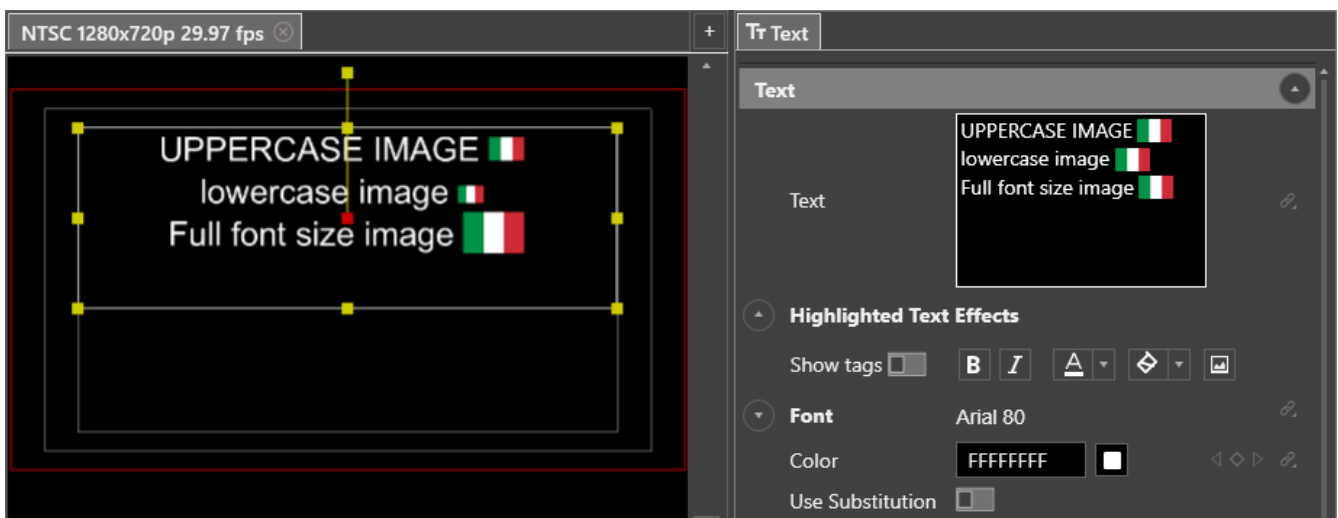 NTSC 1280x720p 29.97 fps
+
UPPERCASE IMAGE
lowercase image
Full font size image
Tt Text
Text
Text
UPPERCASE IMAGE
lowercase image
Full font size image
Highlighted Text Effects
Show tags
B I A
Font Arial 80
Color FFFFFFFF
Use Substitution